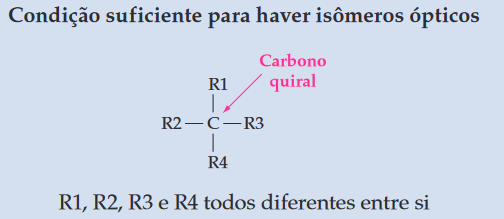 Condição suficiente para haver isômeros ópticos
Carbono
quiral
R1
R2—C—R3
R4
R1, R2, R3 e R4 todos diferentes entre si